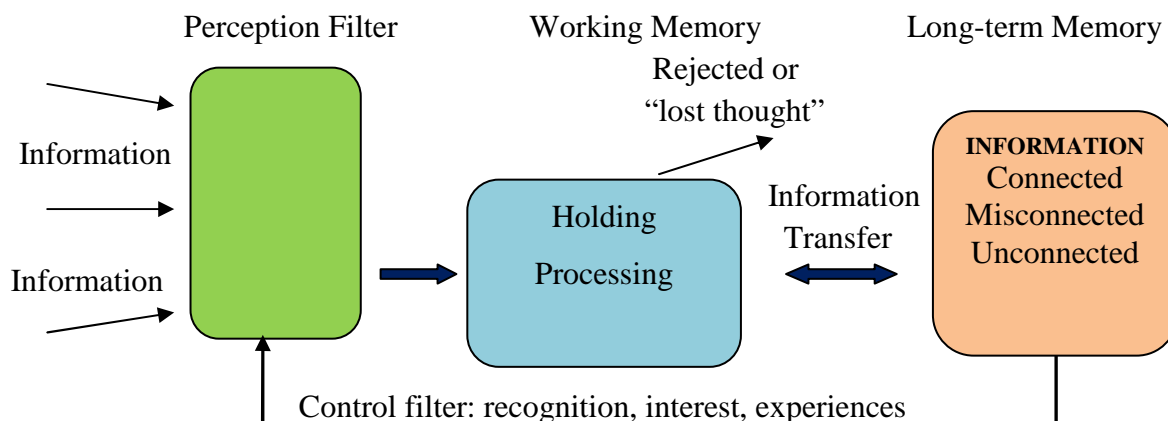 Perception Filter
Working Memory
Long-term Memory
Rejected or
“lost thought”
Information
Information
Holding
Processing
Information
Transfer
INFORMATION
Connected
Misconnected
Unconnected
Control filter: recognition, interest, experiences